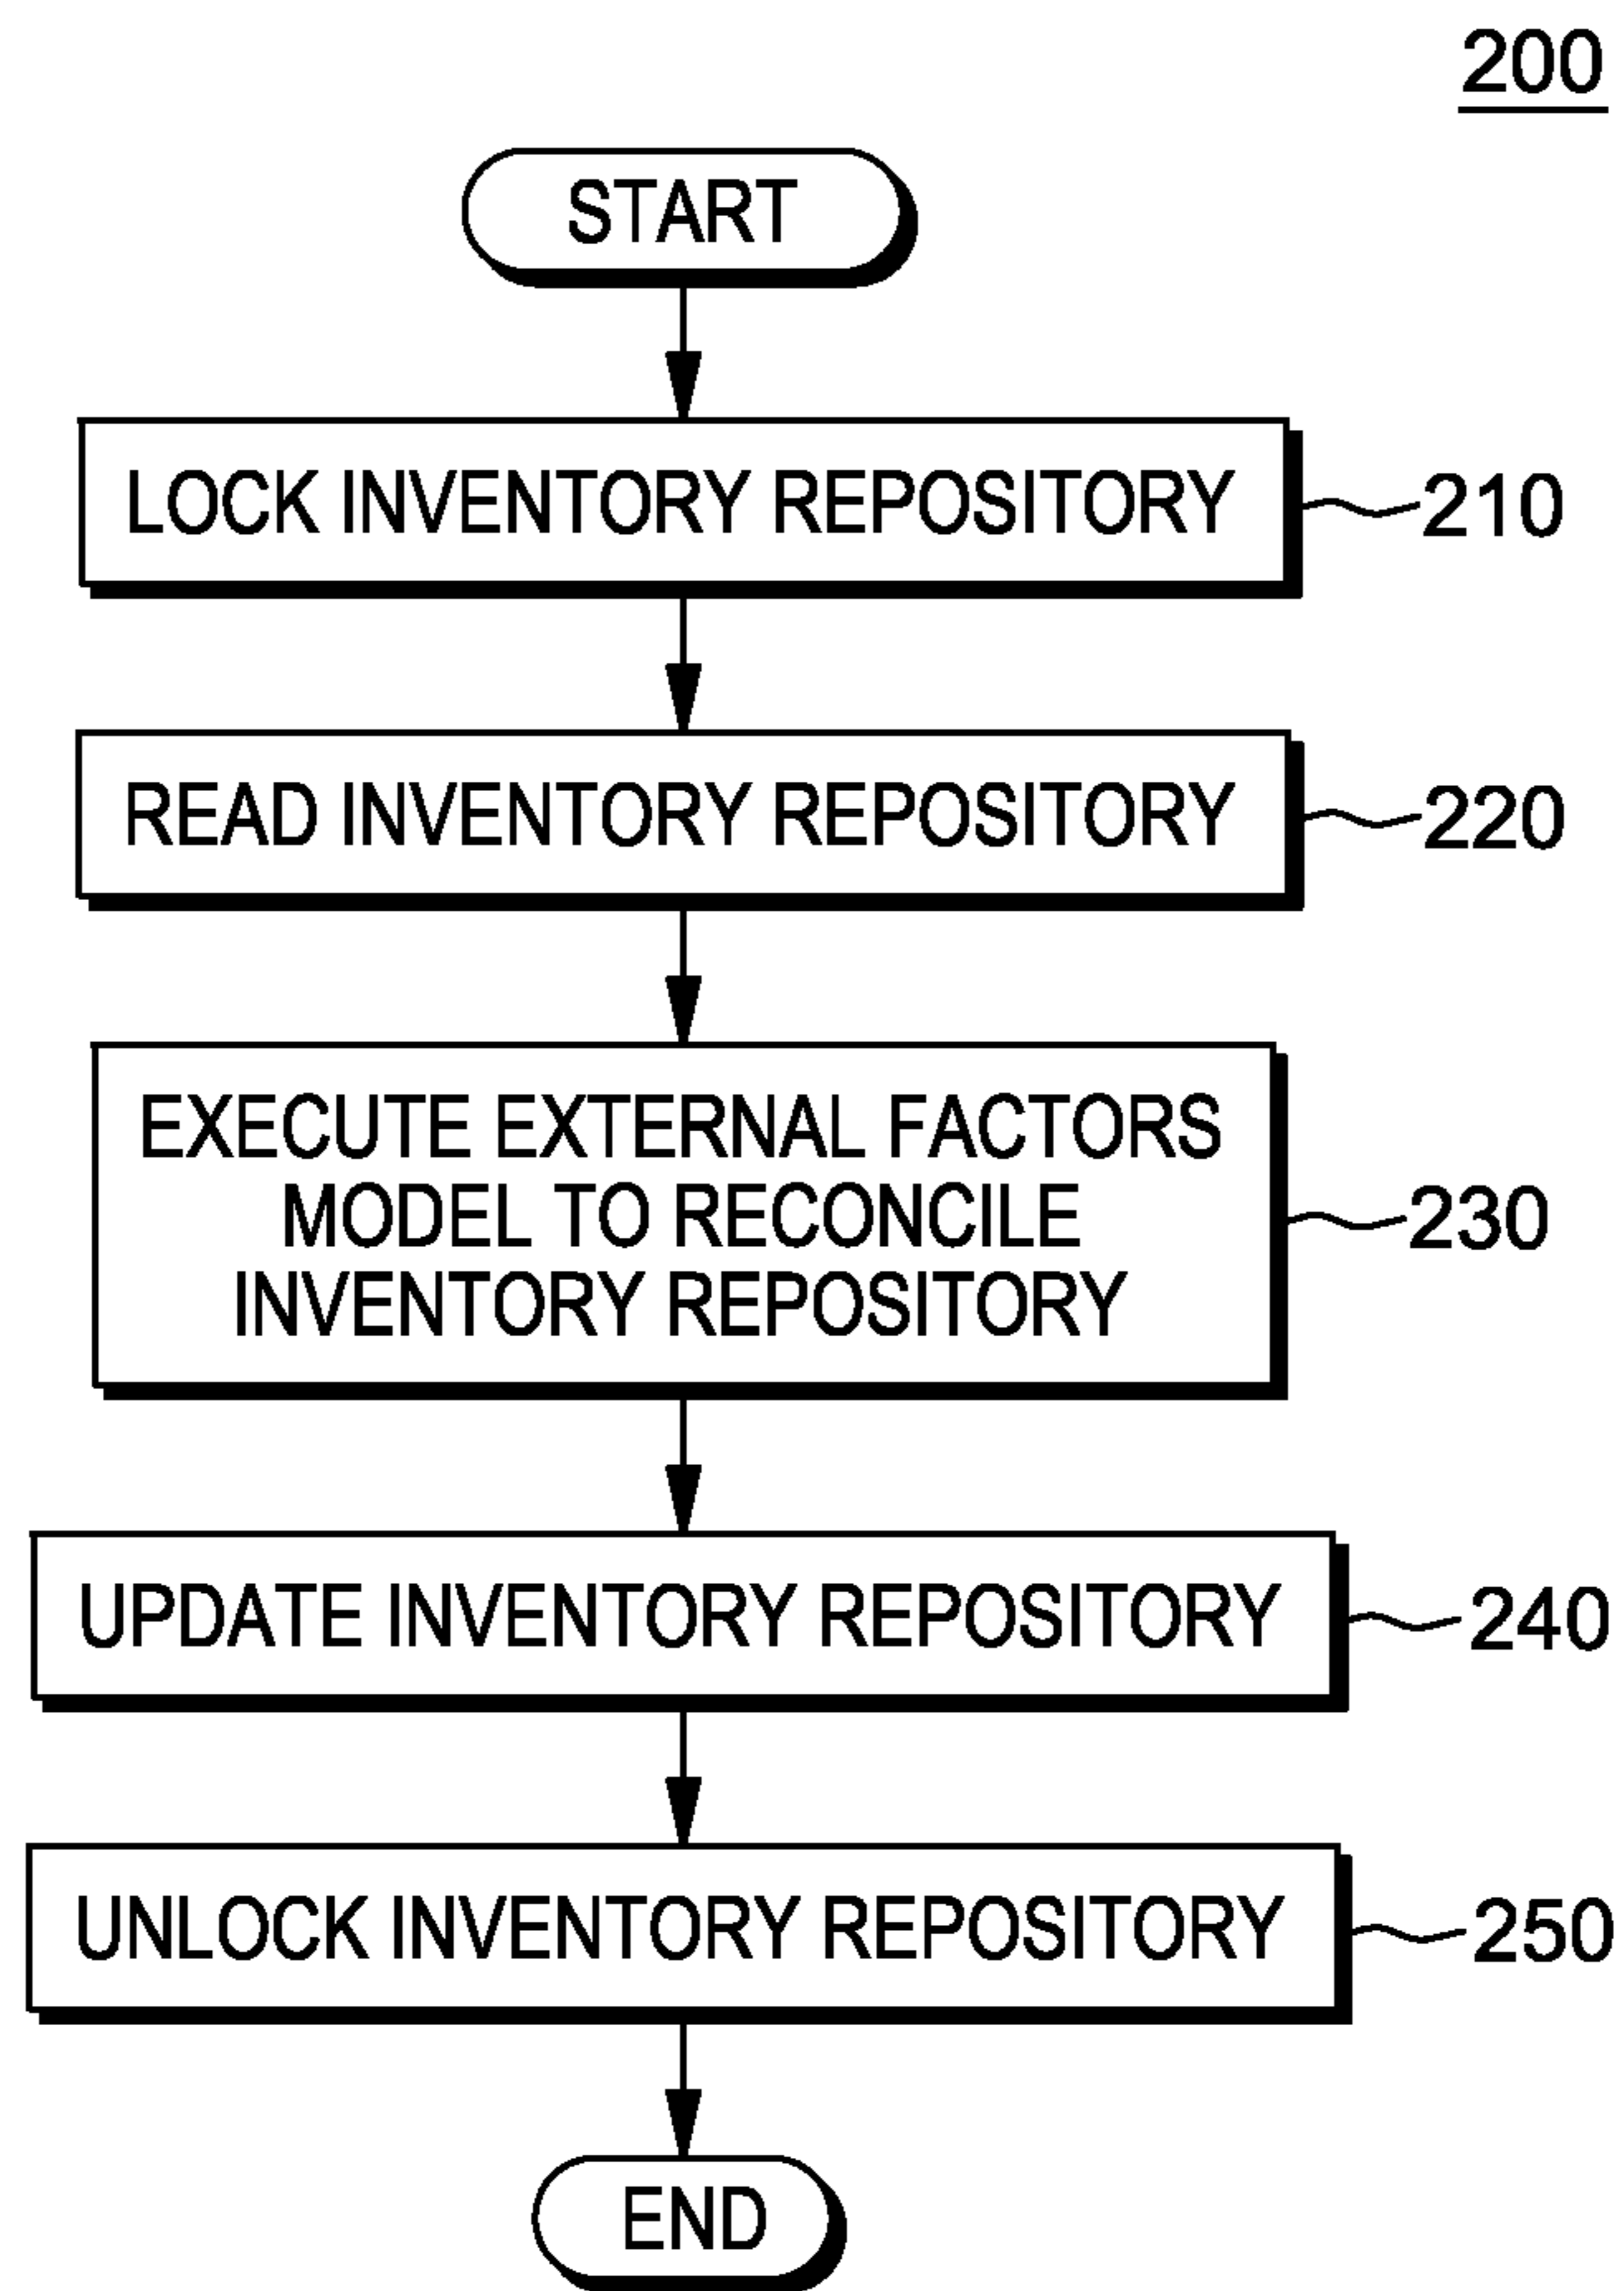 200
START
LOCK INVENTORY REPOSITORY
210
READ INVENTORY REPOSITORY
220
EXECUTE EXTERNAL FACTORS
MODEL TO RECONCILE
INVENTORY REPOSITORY
230
UPDATE INVENTORY REPOSITORY
240
UNLOCK INVENTORY REPOSITORY
250
END